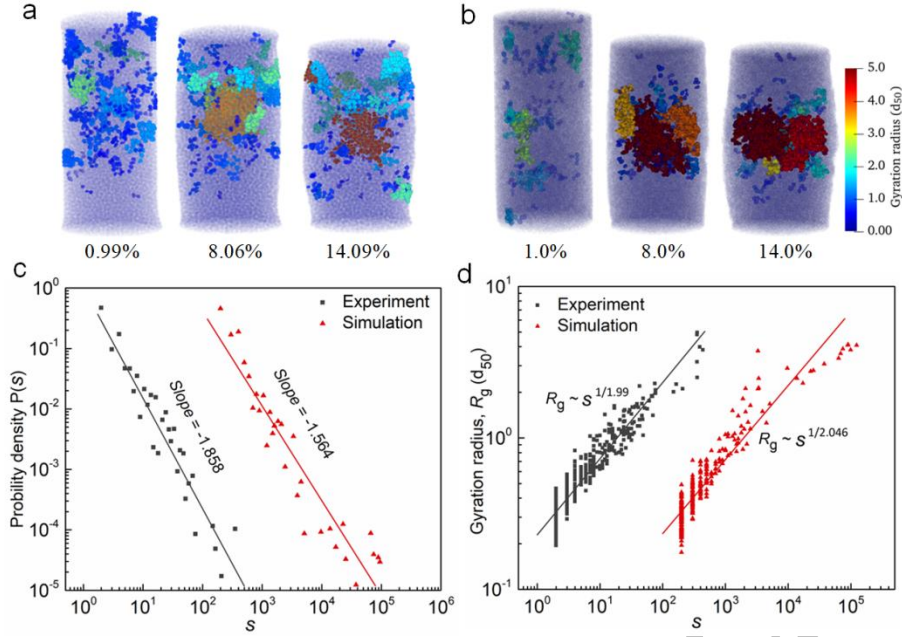 a
b
5.0
4.0
3.0
2.0
1.0
0.00
Gyration radius (d50)
0.99% 8.06% 14.09%
1.0% 8.0% 14.0%
c
10^0
10^-1
10^-2
10^-3
10^-4
10^-5
Probility density P(s)
Experiment
Simulation
Slope = -1.858
Slope = -1.564
10^0 10^1 10^2 10^3 10^4 10^5 10^6
s
d
10^1
10^0
10^-1
Gyration radius, Rg (d50)
Experiment
Simulation
Rg ~ s^1/1.99
Rg ~ s^1/2.046
10^0 10^1 10^2 10^3 10^4 10^5
s